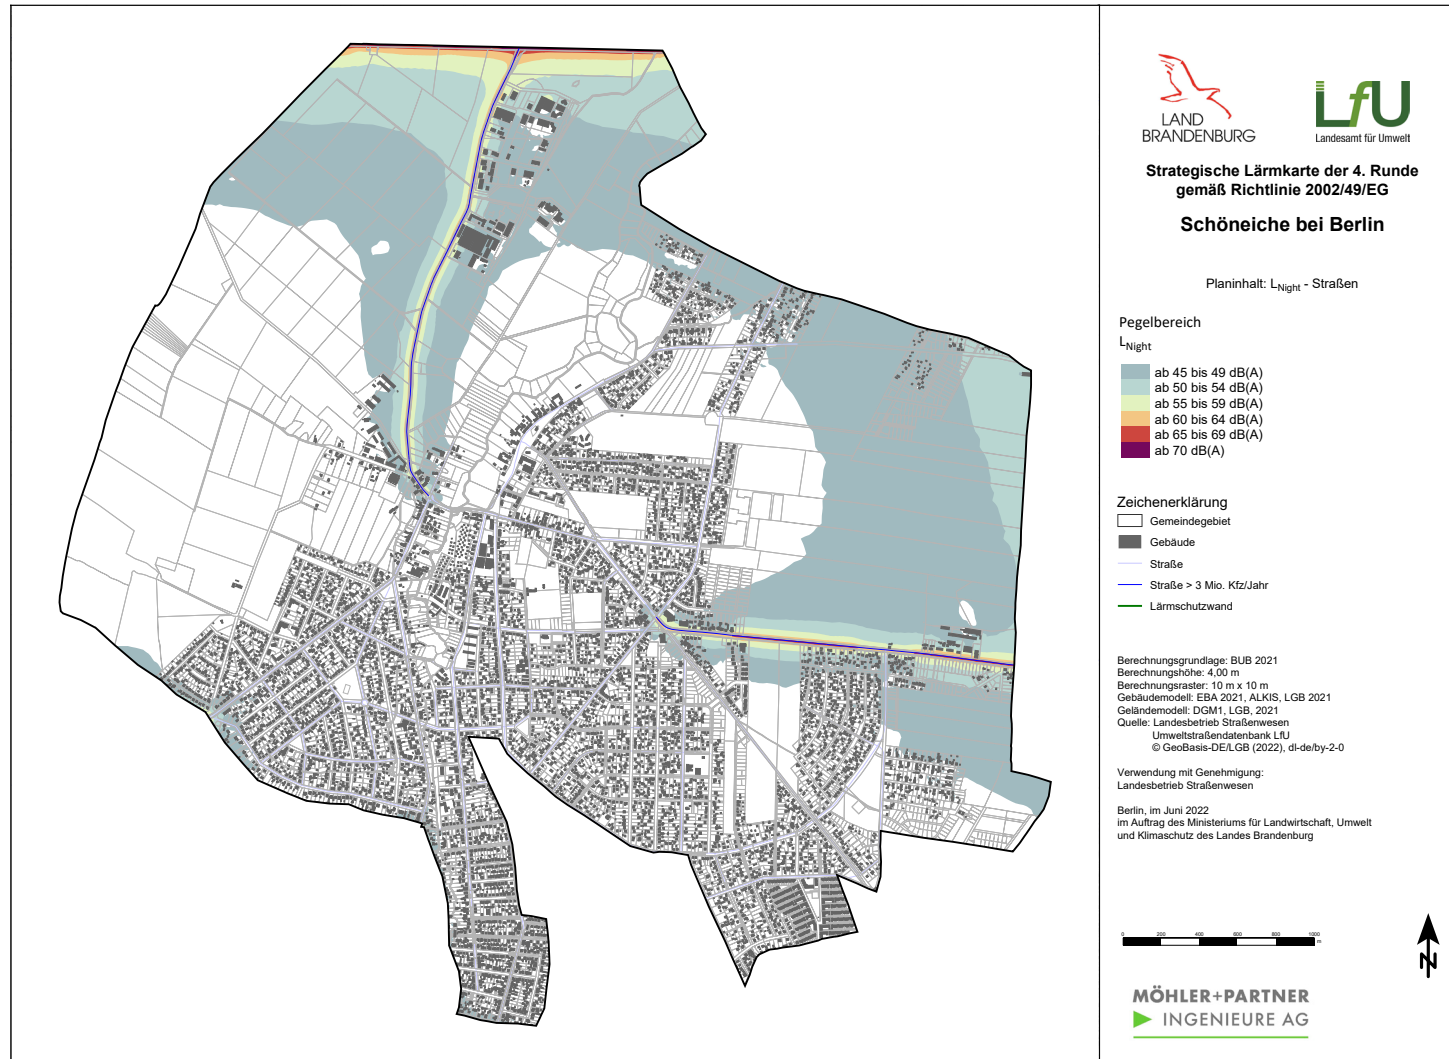 LAND
BRANDENBURG
LfU
Landesamt für Umwelt
Strategische Lärmkarte der 4. Runde
gemäß Richtlinie 2002/49/EG
Schöneiche bei Berlin
Planinhalt: LNight - Straßen
Pegelbereich
LNight
ab 45 bis 49 dB(A)
ab 50 bis 54 dB(A)
ab 55 bis 59 dB(A)
ab 60 bis 64 dB(A)
ab 65 bis 69 dB(A)
ab 70 dB(A)
Zeichenerklärung
Gemeindegebiet
Gebäude
Straße
Straße > 3 Mio. Kfz/Jahr
Lärmschutzwand
Berechnungsgrundlage: BUB 2021
Berechnungshöhe: 4,00 m
Berechnungsraster: 10 m x 10 m
Gebäudemodell: EBA 2021, ALKIS, LGB 2021
Geländemodell: DGM1, LGB, 2021
Quelle: Landesbetrieb Straßenwesen
Umweltstraßendatenbank LfU
© GeoBasis-DE/LGB (2022), dl-de/by-2-0
Verwendung mit Genehmigung:
Landesbetrieb Straßenwesen
Berlin, im Juni 2022
im Auftrag des Ministeriums für Landwirtschaft, Umwelt
und Klimaschutz des Landes Brandenburg
0 200 400 600 800 1000
m
N
MÖHLER+PARTNER
INGENIEURE AG